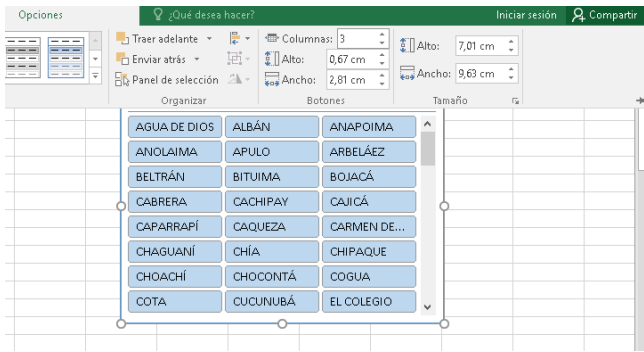 Opciones ¿Qué desea hacer? Iniciar sesión Compartir
Traer adelante Columnas: 3 Alto: 7,01 cm
Enviar atrás Alto: 0,67 cm Ancho: 9,63 cm
Panel de selección Ancho: 2,81 cm
Organizar Botones Tamaño
AGUA DE DIOS ALBÁN ANAPOIMA
ANOLAIMA APULO ARBELÁEZ
BELTRÁN BITUIMA BOJACÁ
CABRERA CACHIPAY CAJICÁ
CAPARRAPÍ CAQUEZA CARMEN DE...
CHAGUANÍ CHÍA CHIPAQUE
CHOACHÍ CHOCONTÁ COGUA
COTA CUCUNUBÁ EL COLEGIO